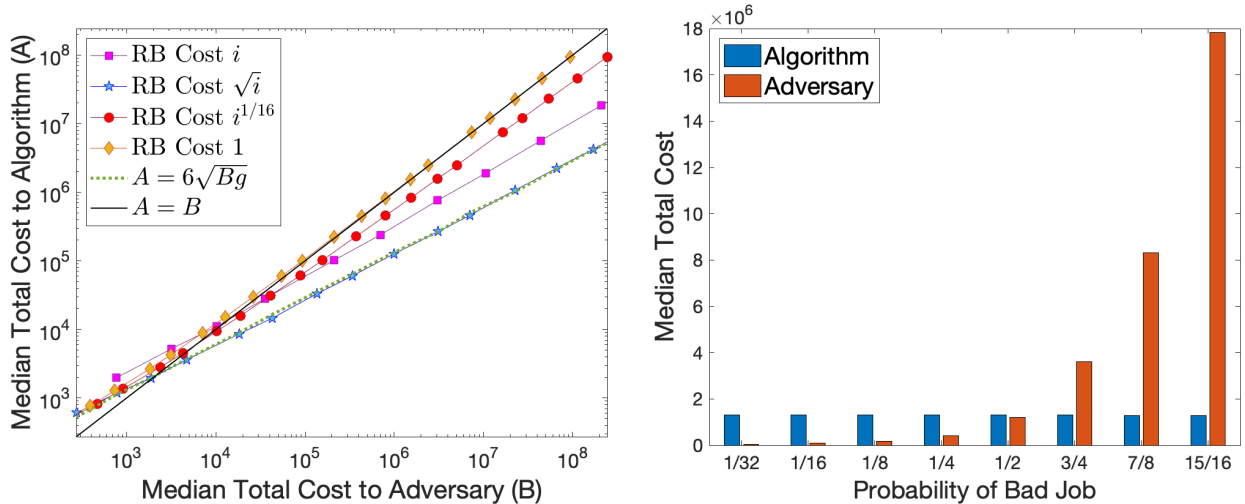 Median Total Cost to Algorithm (A)
10^8
10^7
10^6
10^5
10^4
10^3
RB Cost i
RB Cost √i
RB Cost i^{1/16}
RB Cost 1
A = 6√Bg
A = B
10^3 10^4 10^5 10^6 10^7 10^8
Median Total Cost to Adversary (B)
×10^6
Median Total Cost
18
16
14
12
10
8
6
4
2
0
Algorithm
Adversary
1/32 1/16 1/8 1/4 1/2 3/4 7/8 15/16
Probability of Bad Job